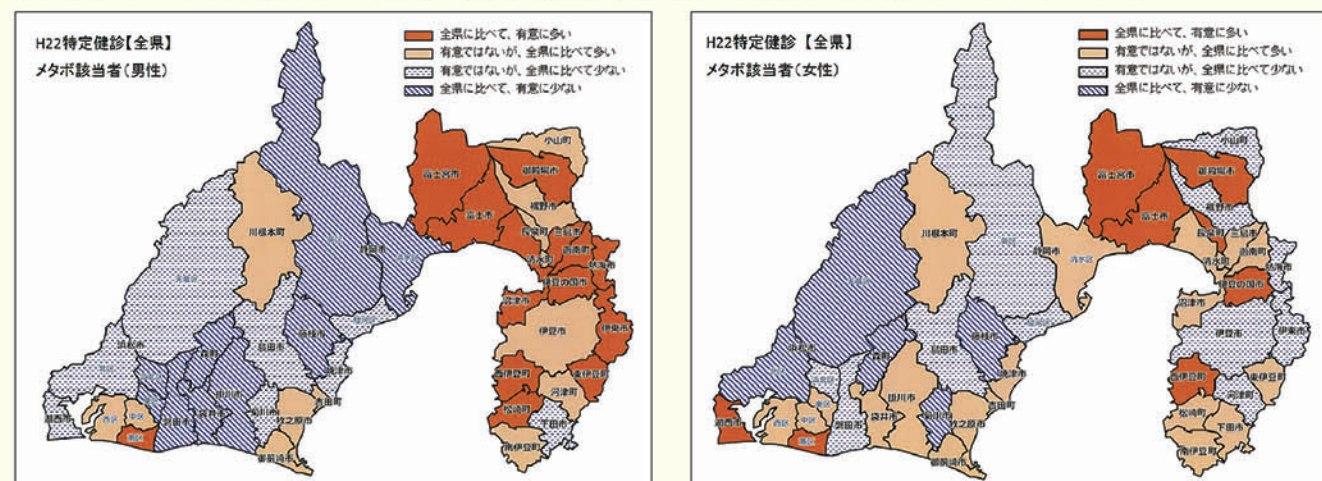 H22特定健診【全県】
メタボ該当者(男性)
全県に比べて、有意に多い
有意ではないが、全県に比べて多い
有意ではないが、全県に比べて少ない
全県に比べて、有意に少ない
小山町
御殿場市
富士宮市
裾野市
富士市
長泉町
三島市
川根本町
静岡市
函南町
清水町
熱海市
伊豆の国市
沼津市
伊東市
伊豆市
藤枝市
島田市
浜松市
森町
焼津市
西伊豆町
東伊豆町
掛川市
吉田町
河津町
袋井市
菊川市
牧之原市
松崎町
湖西市
西区
中区
磐田市
下田市
南区
南伊豆町
御前崎市
H22特定健診 【全県】
メタボ該当者(女性)
全県に比べて、有意に多い
有意ではないが、全県に比べて多い
有意ではないが、全県に比べて少ない
全県に比べて、有意に少ない
小山町
御殿場市
富士宮市
裾野市
富士市
長泉町
三島市
川根本町
静岡市
清水区
函南町
清水町
熱海市
伊豆の国市
沼津市
伊東市
伊豆市
藤枝市
島田市
浜松市
森町
焼津市
西伊豆町
東伊豆町
掛川市
吉田町
河津町
東区
袋井市
菊川市
牧之原市
松崎町
湖西市
西区
中区
磐田市
下田市
南区
南伊豆町
御前崎市